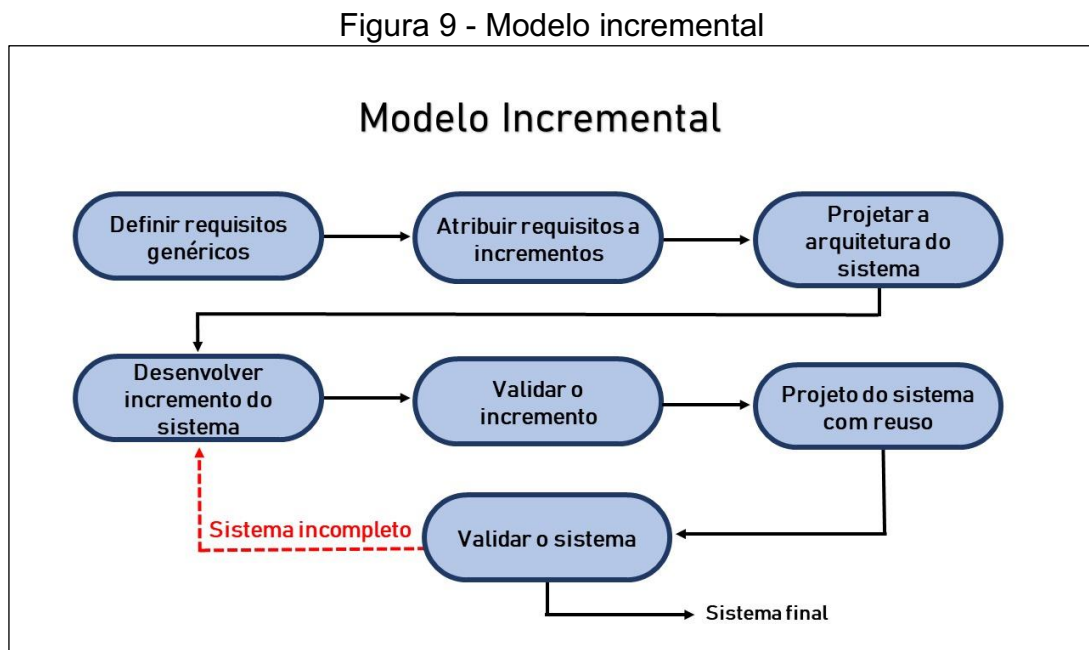 Figura 9 - Modelo incremental
Modelo Incremental
Definir requisitos
genéricos
Atribuir requisitos a
incrementos
Projetar a
arquitetura do
sistema
Desenvolver
incremento do
sistema
Validar o
incremento
Projeto do sistema
com reuso
Sistema incompleto
Validar o sistema
Sistema final